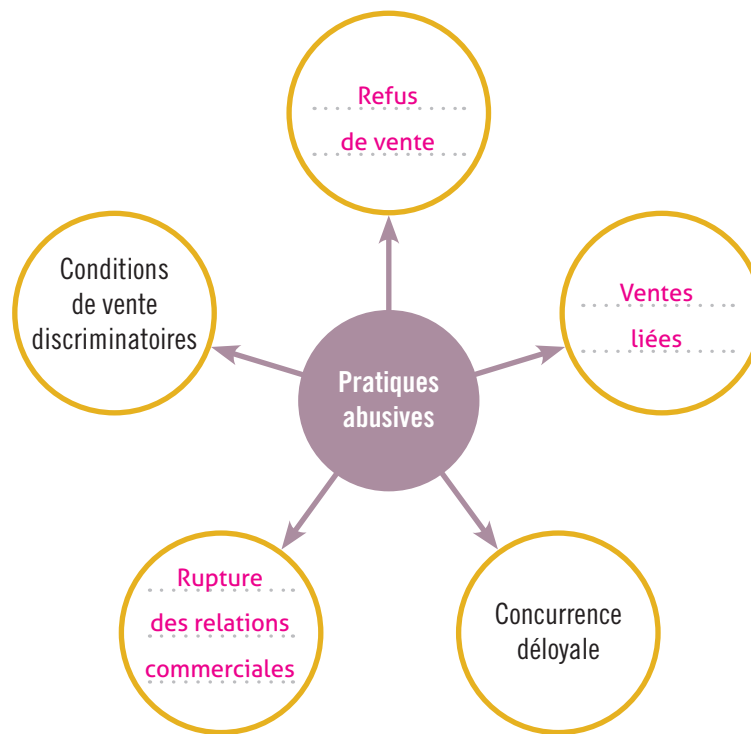 Refus
de vente
Conditions
de vente
discriminatoires
Ventes
liées
Pratiques
abusives
Rupture
des relations
commerciales
Concurrence
déloyale